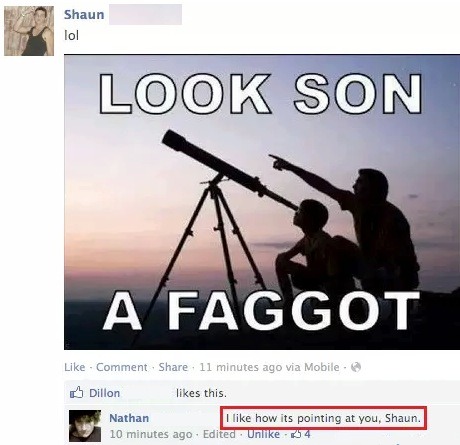 Shaun
lol
LOOK SON
A FAGGOT
Like · Comment · Share · 11 minutes ago via Mobile ·
Dillon likes this.
Nathan I like how its pointing at you, Shaun.
10 minutes ago · Edited · Unlike · 4